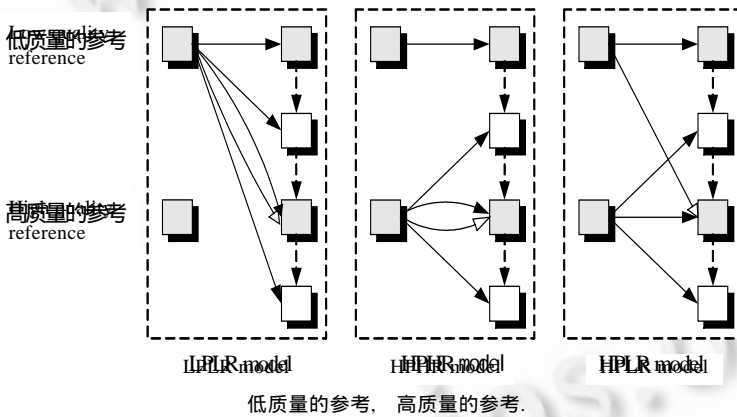 低质量的参考
reference
高质量的参考
reference
LPLR model
HPHR model
HPLR model
低质量的参考, 高质量的参考.